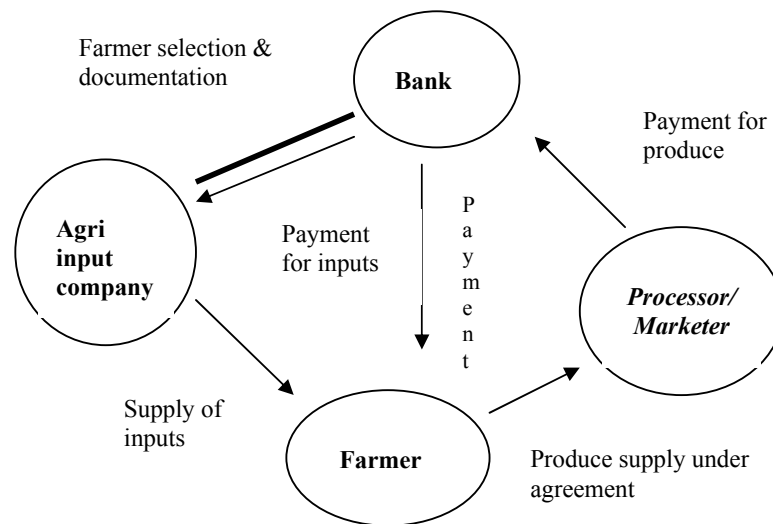 Farmer selection &
documentation
Bank
Payment for
produce
Agri
input
company
Payment
for inputs
P
a
y
m
e
n
t
Processor/
Marketer
Supply of
inputs
Farmer
Produce supply under
agreement